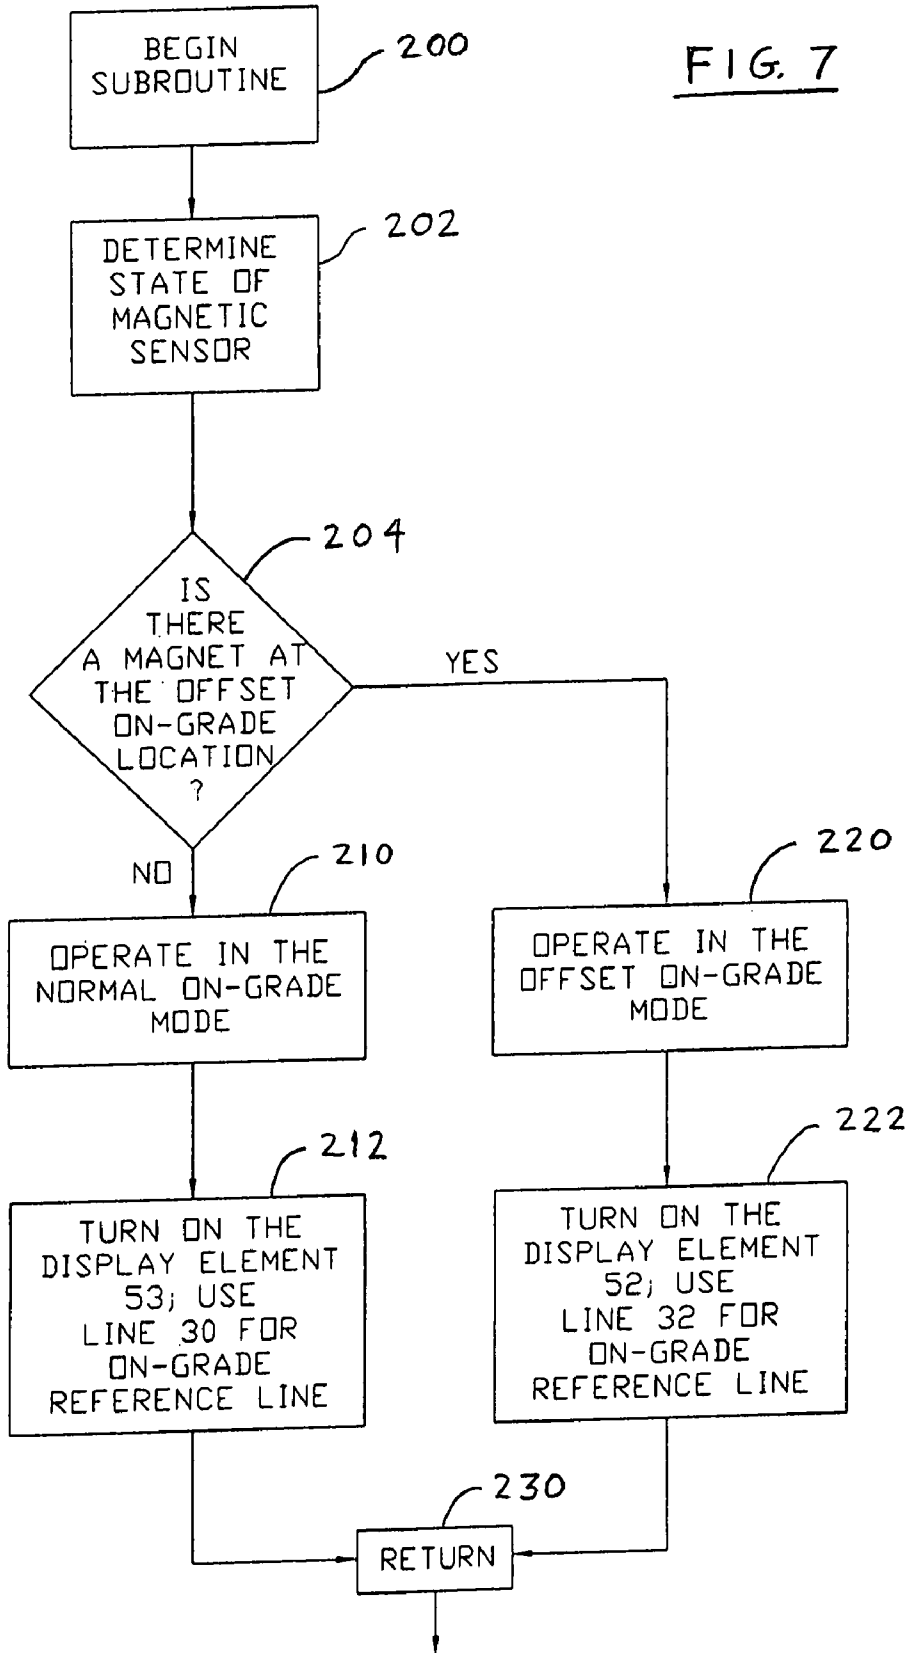 FIG. 7
BEGIN
SUBROUTINE
200
DETERMINE
STATE OF
MAGNETIC
SENSOR
202
204
IS
THERE
A MAGNET AT
THE OFFSET
ON-GRADE
LOCATION
?
YES
NO
210
OPERATE IN THE
NORMAL ON-GRADE
MODE
220
OPERATE IN THE
OFFSET ON-GRADE
MODE
212
TURN ON THE
DISPLAY ELEMENT
53; USE
LINE 30 FOR
ON-GRADE
REFERENCE LINE
222
TURN ON THE
DISPLAY ELEMENT
52; USE
LINE 32 FOR
ON-GRADE
REFERENCE LINE
230
RETURN